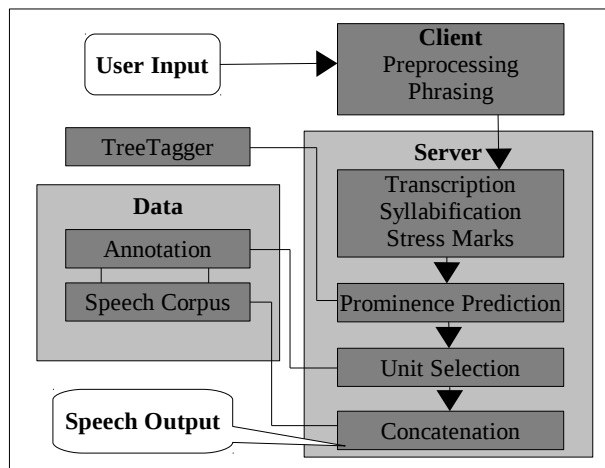 Client
User Input
Preprocessing
Phrasing
TreeTagger
Server
Transcription
Syllabification
Stress Marks
Data
Annotation
Speech Corpus
Prominence Prediction
Unit Selection
Speech Output
Concatenation